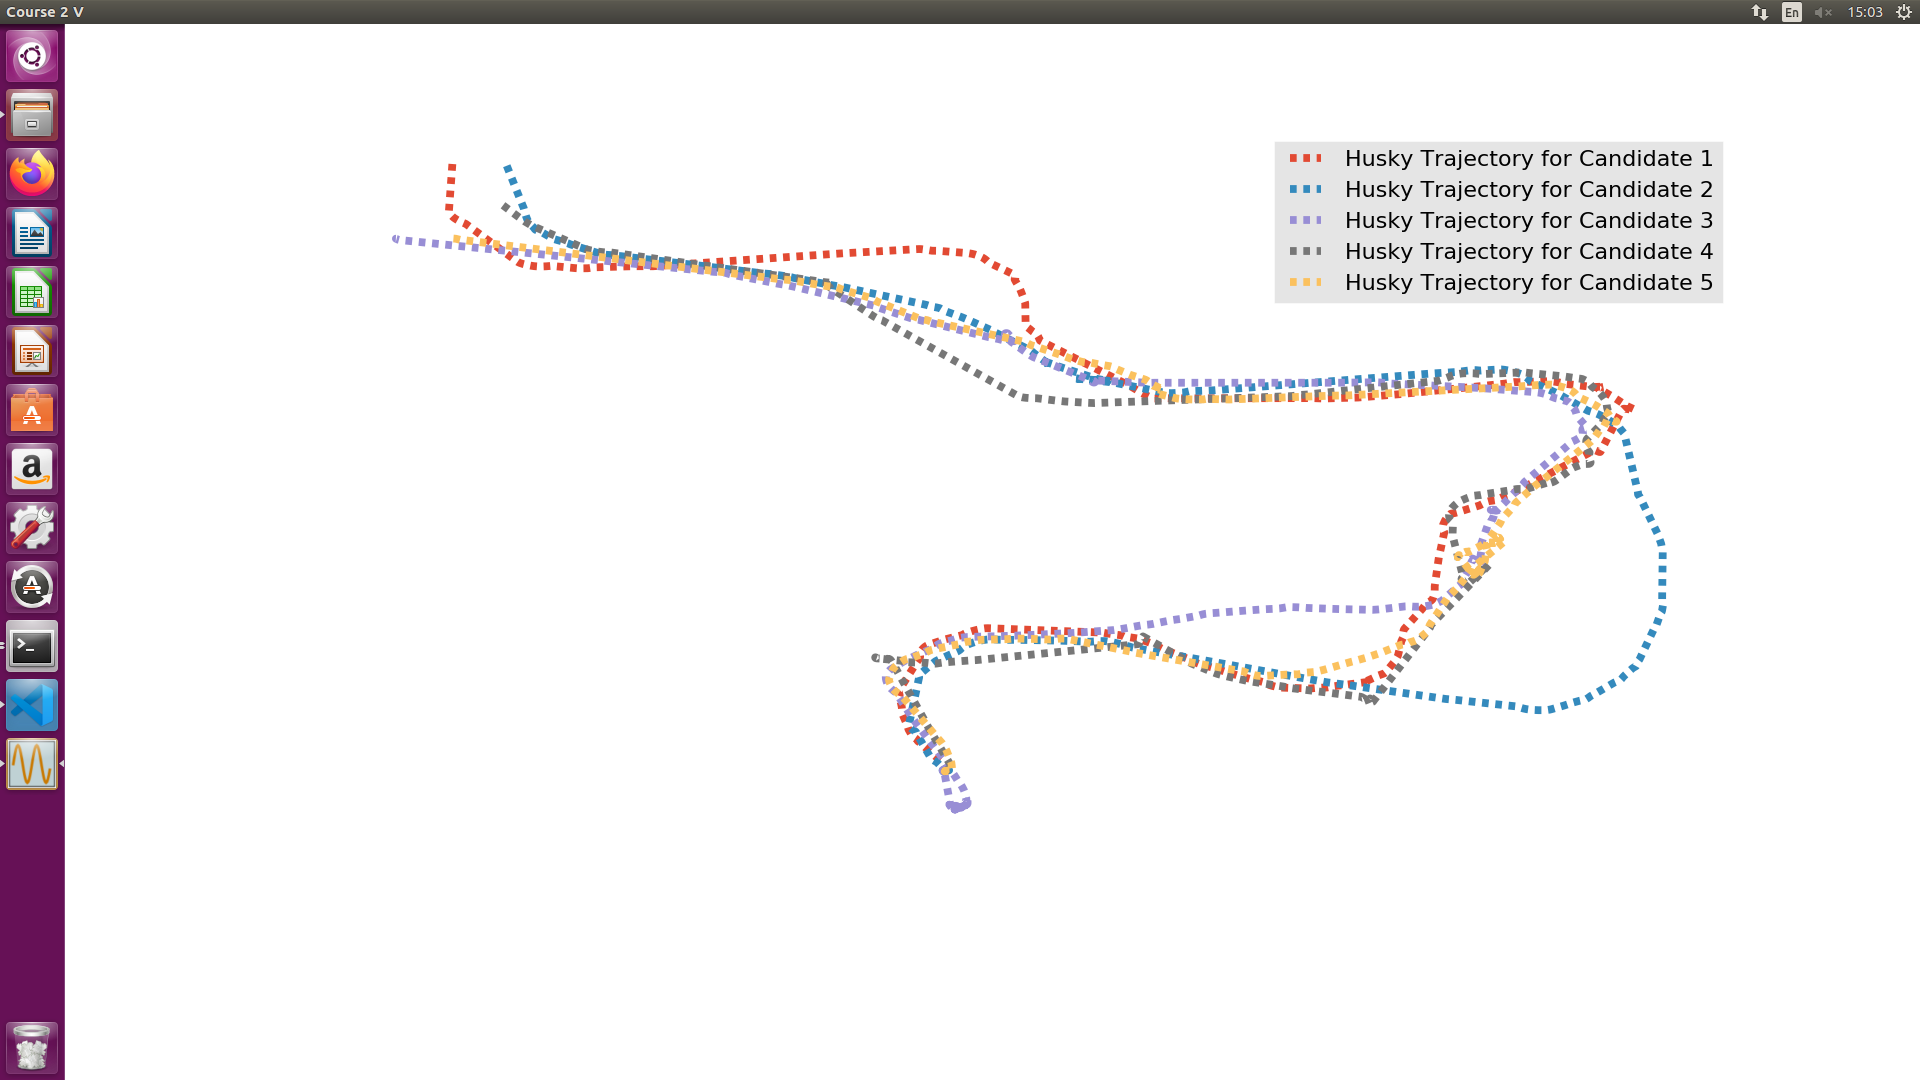 Course 2 V
En
15:03
Husky Trajectory for Candidate 1
Husky Trajectory for Candidate 2
Husky Trajectory for Candidate 3
Husky Trajectory for Candidate 4
Husky Trajectory for Candidate 5